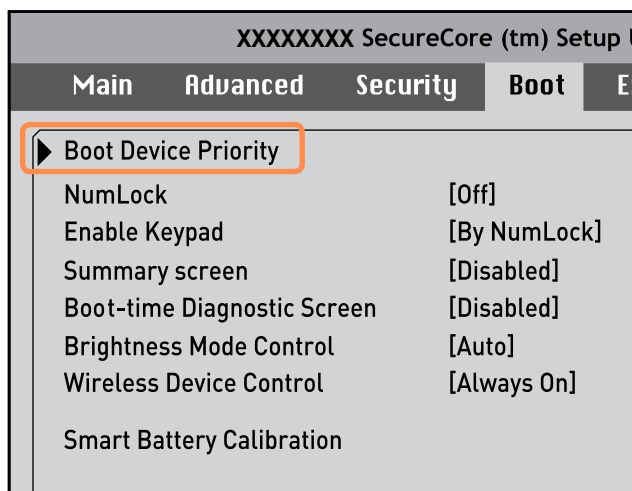 XXXXXXXX SecureCore (tm) Setup
Main Advanced Security Boot
Boot Device Priority
NumLock [Off]
Enable Keypad [By NumLock]
Summary screen [Disabled]
Boot-time Diagnostic Screen [Disabled]
Brightness Mode Control [Auto]
Wireless Device Control [Always On]
Smart Battery Calibration